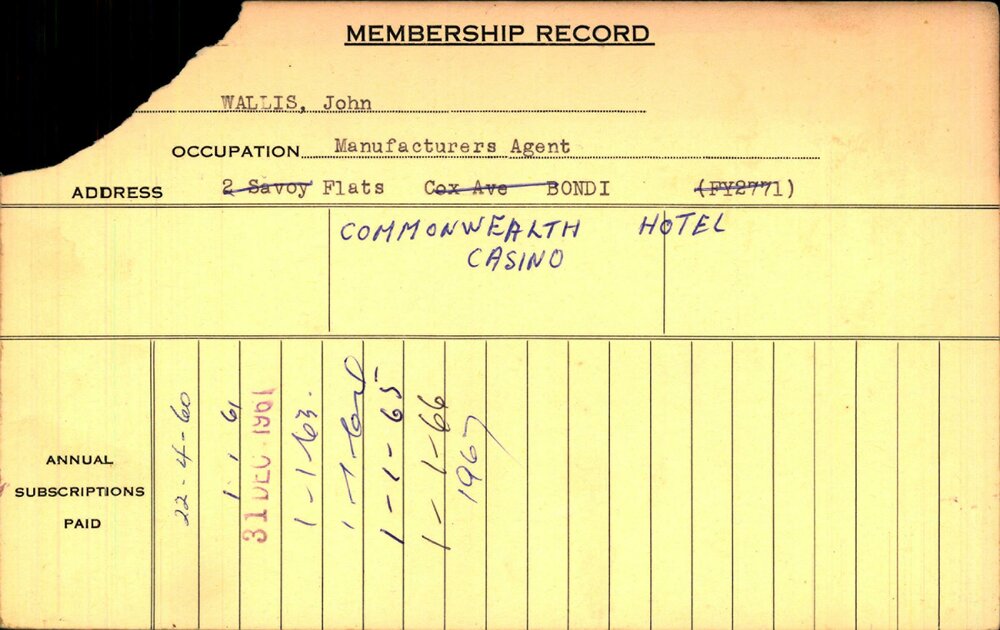 MEMBERSHIP RECORD
WALLIS, John
OCCUPATION Manufacturers Agent
ADDRESS 2 Savoy Flats Cox Ave BONDI (FY2771)
COMMONWEALTH HOTEL
CASINO
ANNUAL
SUBSCRIPTIONS
PAID
22-4-60
1 1 61
31 DEC 1961
1-1-63.
1-1-65
1-1-66
1967